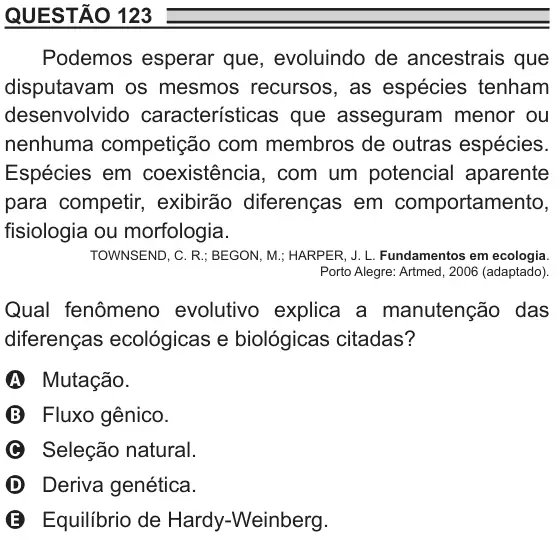 QUESTÃO 123
Podemos esperar que, evoluindo de ancestrais que
disputavam os mesmos recursos, as espécies tenham
desenvolvido características que asseguram menor ou
nenhuma competição com membros de outras espécies.
Espécies em coexistência, com um potencial aparente
para competir, exibirão diferenças em comportamento,
fisiologia ou morfologia.
TOWNSEND, C. R.; BEGON, M.; HARPER, J. L. Fundamentos em ecologia.
Porto Alegre: Artmed, 2006 (adaptado).
Qual fenômeno evolutivo explica a manutenção das
diferenças ecológicas e biológicas citadas?
A Mutação.
B Fluxo gênico.
C Seleção natural.
D Deriva genética.
E Equilíbrio de Hardy-Weinberg.